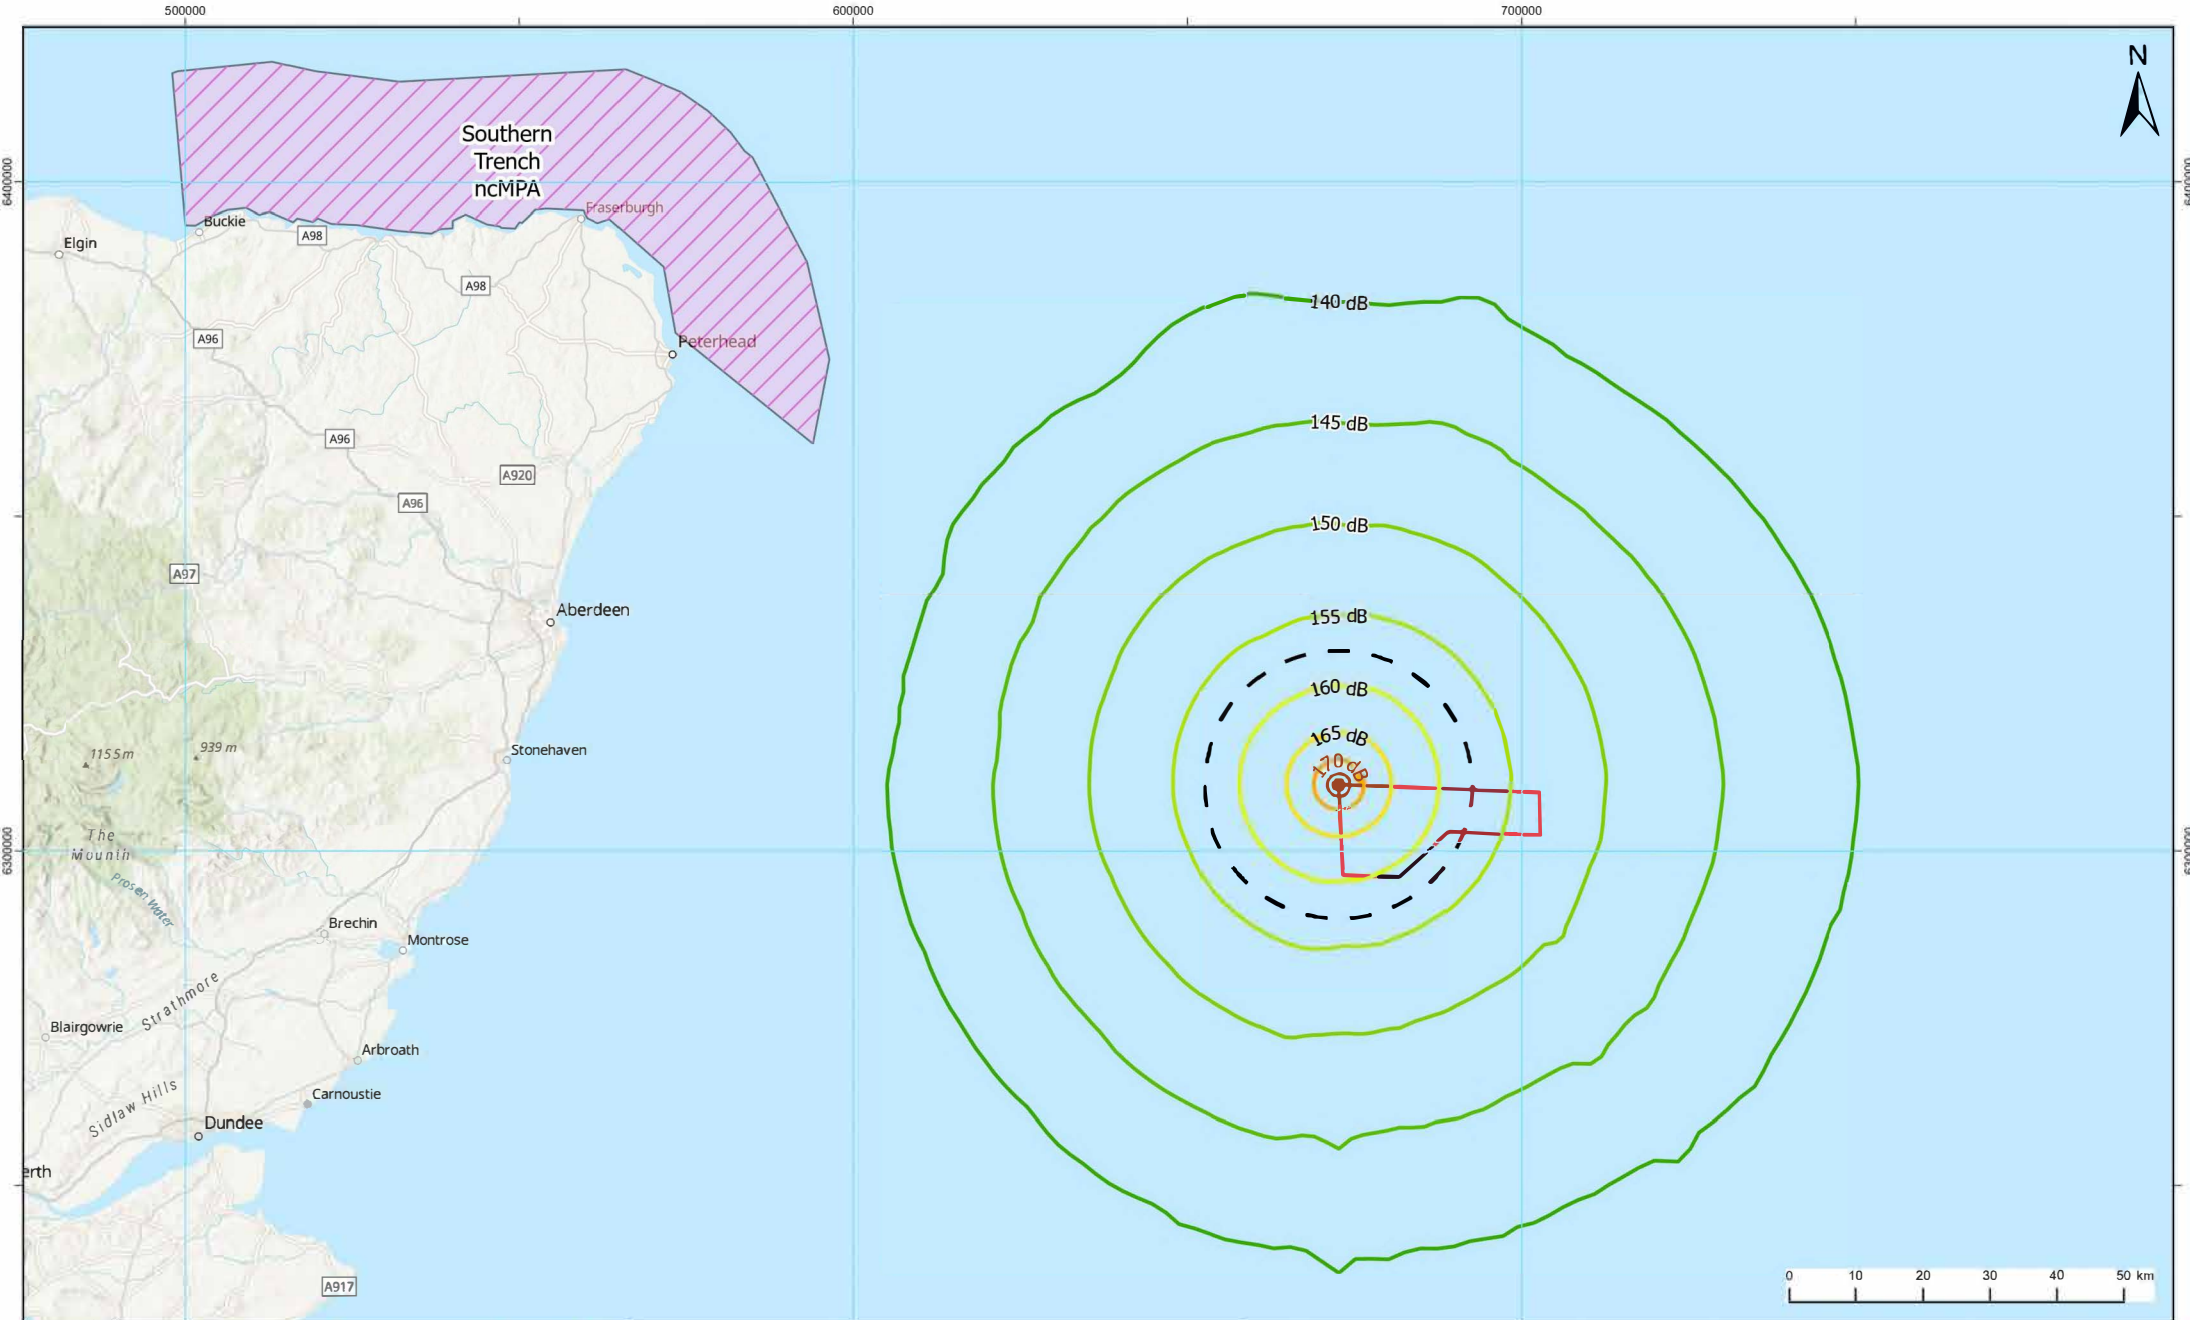 500000
600000
700000
N
6400000
Southern
Trench
ncMPA
Fraserburgh
Buckie
A98
Elgin
A98
140 dB
A96
Peterhead
145 dB
A96
A920
A96
150 dB
A97
Aberdeen
155 dB
160 dB
165 dB
Stonehaven
939 m
1155m
170 dB
The
Mounth
6300000
Prosen Water
Brechin
Montrose
Strathmore
Blairgowrie
Arbroath
Sidlaw Hills
Carnoustie
Dundee
erth
A917
0 10 20 30 40 50 km